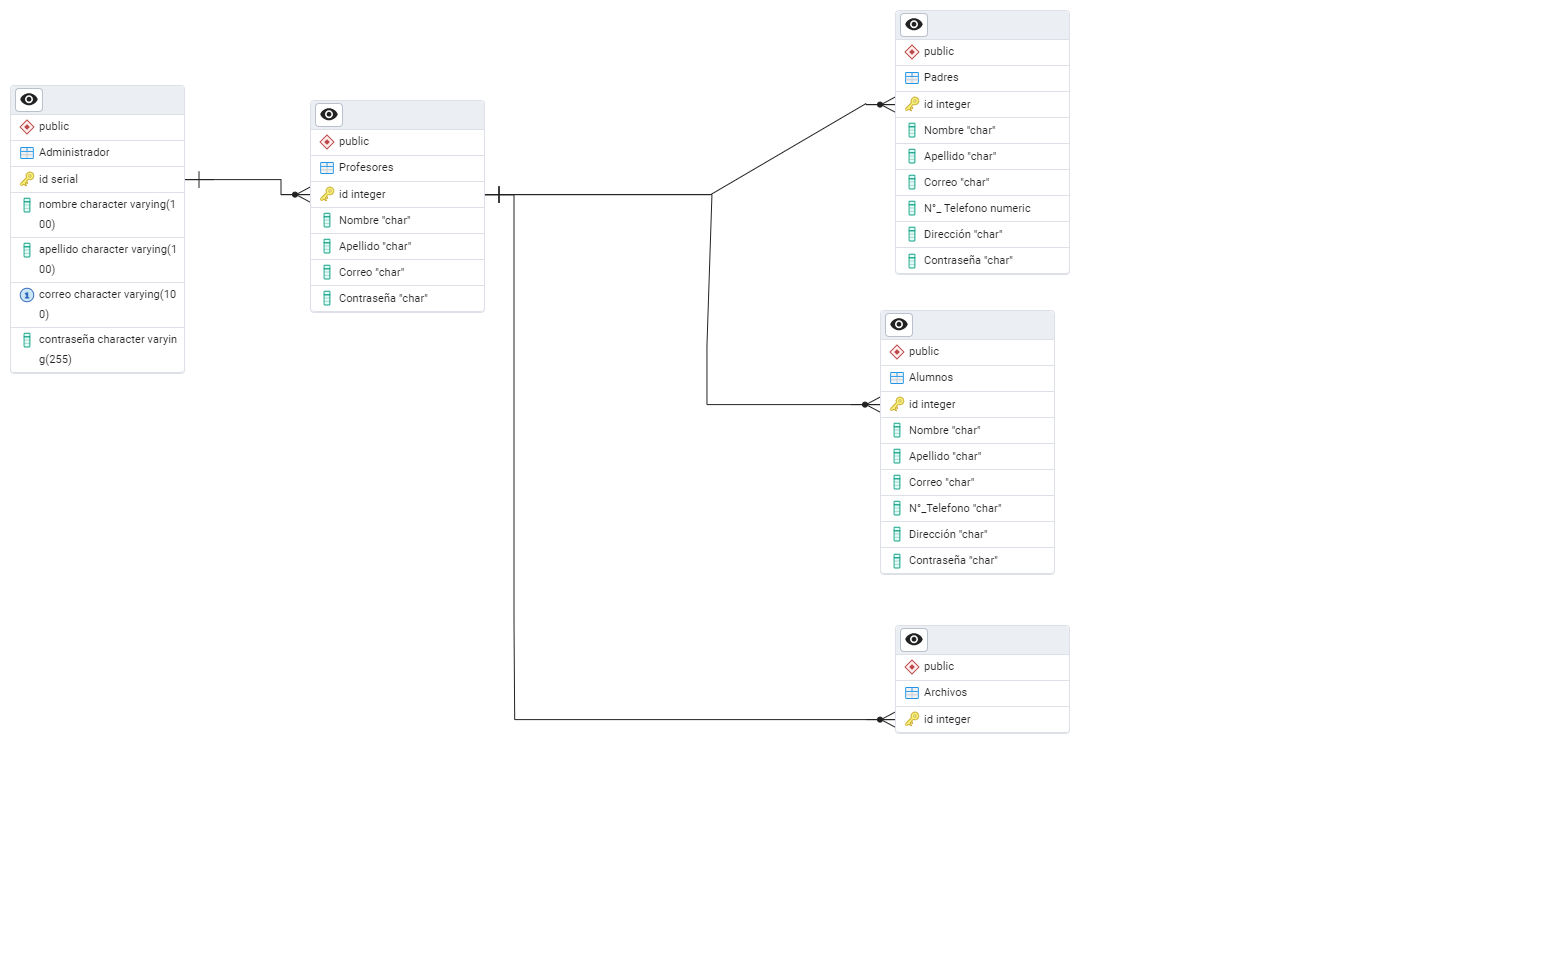 public
Administrador
id serial
nombre character varying(1
00)
apellido character varying(1
00)
correo character varying(10
0)
contraseña character varyin
g(255)
public
Profesores
id integer
Nombre "char"
Apellido "char"
Correo "char"
Contraseña "char"
public
Padres
id integer
Nombre "char"
Apellido "char"
Correo "char"
N°_ Telefono numeric
Dirección "char"
Contraseña "char"
public
Alumnos
id integer
Nombre "char"
Apellido "char"
Correo "char"
N°_Telefono "char"
Dirección "char"
Contraseña "char"
public
Archivos
id integer